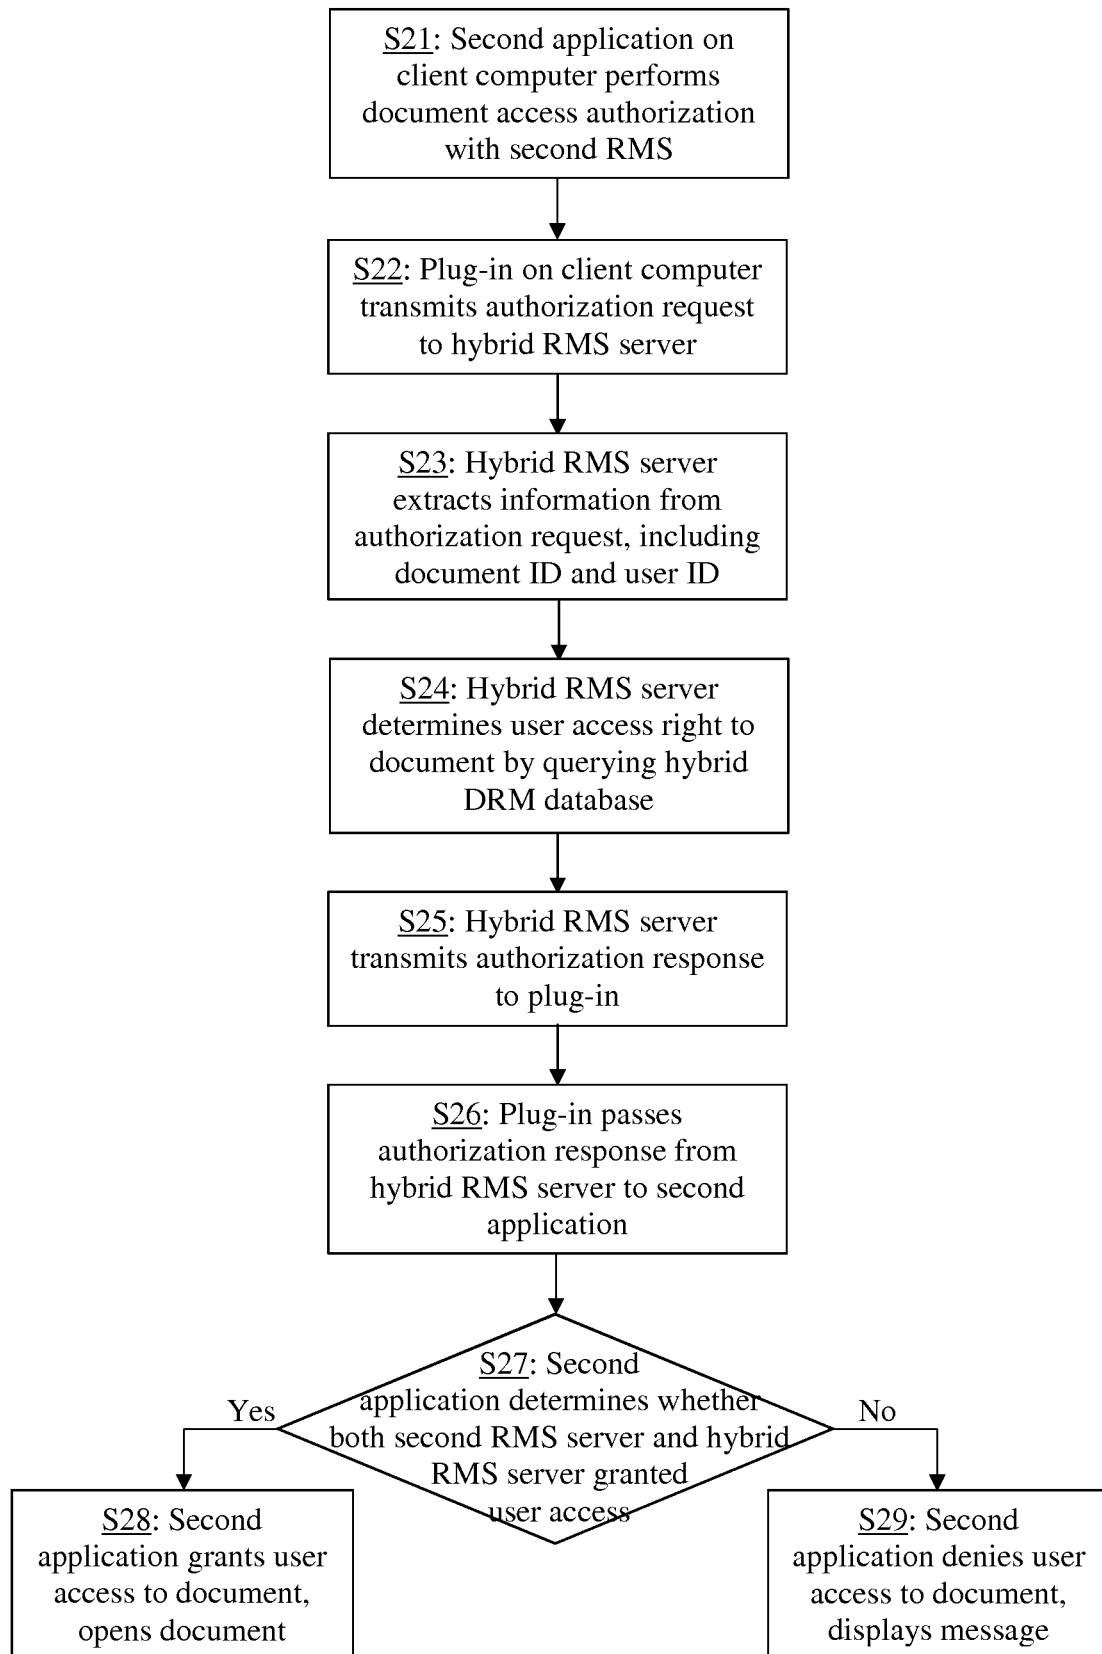 S21: Second application on
client computer performs
document access authorization
with second RMS
S22: Plug-in on client computer
transmits authorization request
to hybrid RMS server
S23: Hybrid RMS server
extracts information from
authorization request, including
document ID and user ID
S24: Hybrid RMS server
determines user access right to
document by querying hybrid
DRM database
S25: Hybrid RMS server
transmits authorization response
to plug-in
S26: Plug-in passes
authorization response from
hybrid RMS server to second
application
S27: Second
application determines whether
both second RMS server and hybrid
RMS server granted
user access
Yes
No
S28: Second
application grants user
access to document,
opens document
S29: Second
application denies user
access to document,
displays message